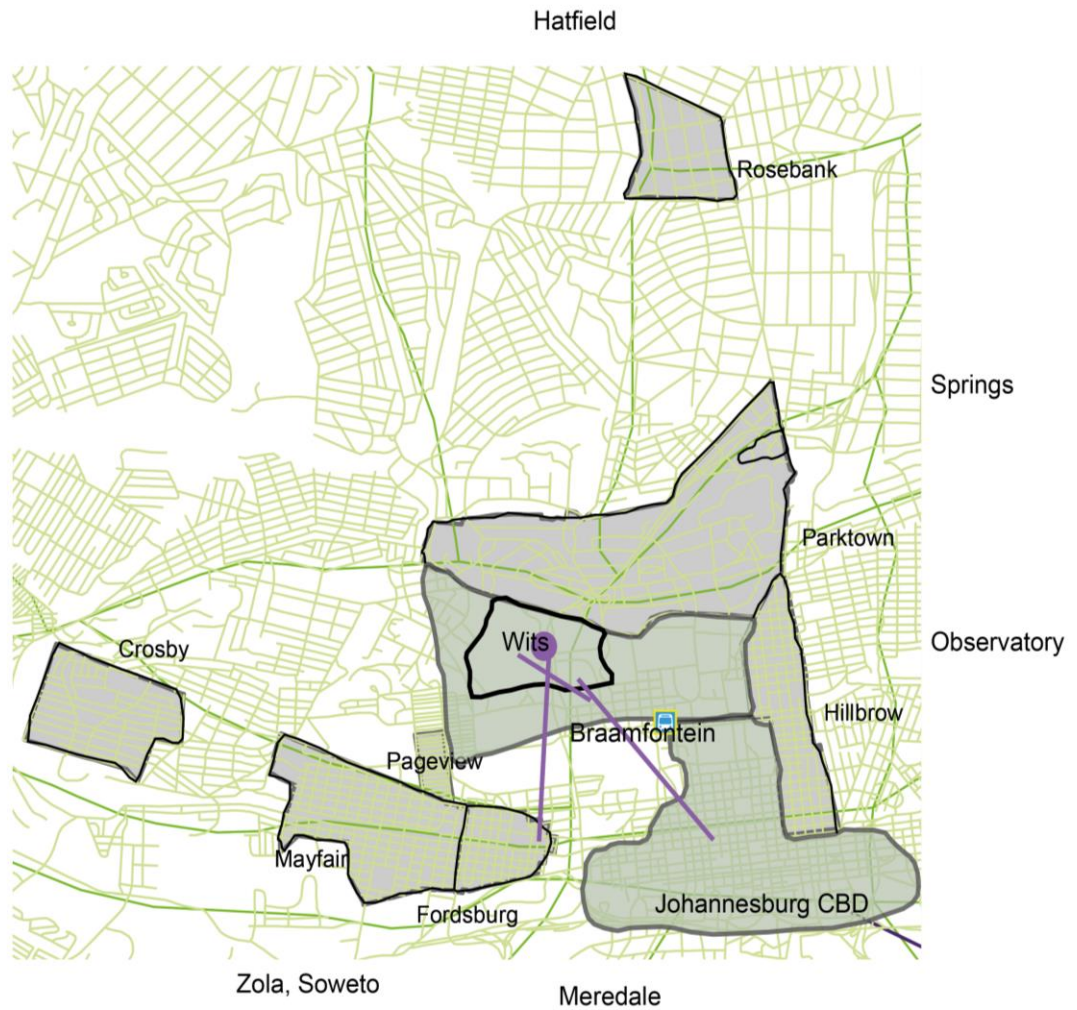 Hatfield
Rosebank
Springs
Parktown
Wits
Observatory
Crosby
Hillbrow
Braamfontein
Pageview
Mayfair
Johannesburg CBD
Fordsburg
Zola, Soweto
Meredale